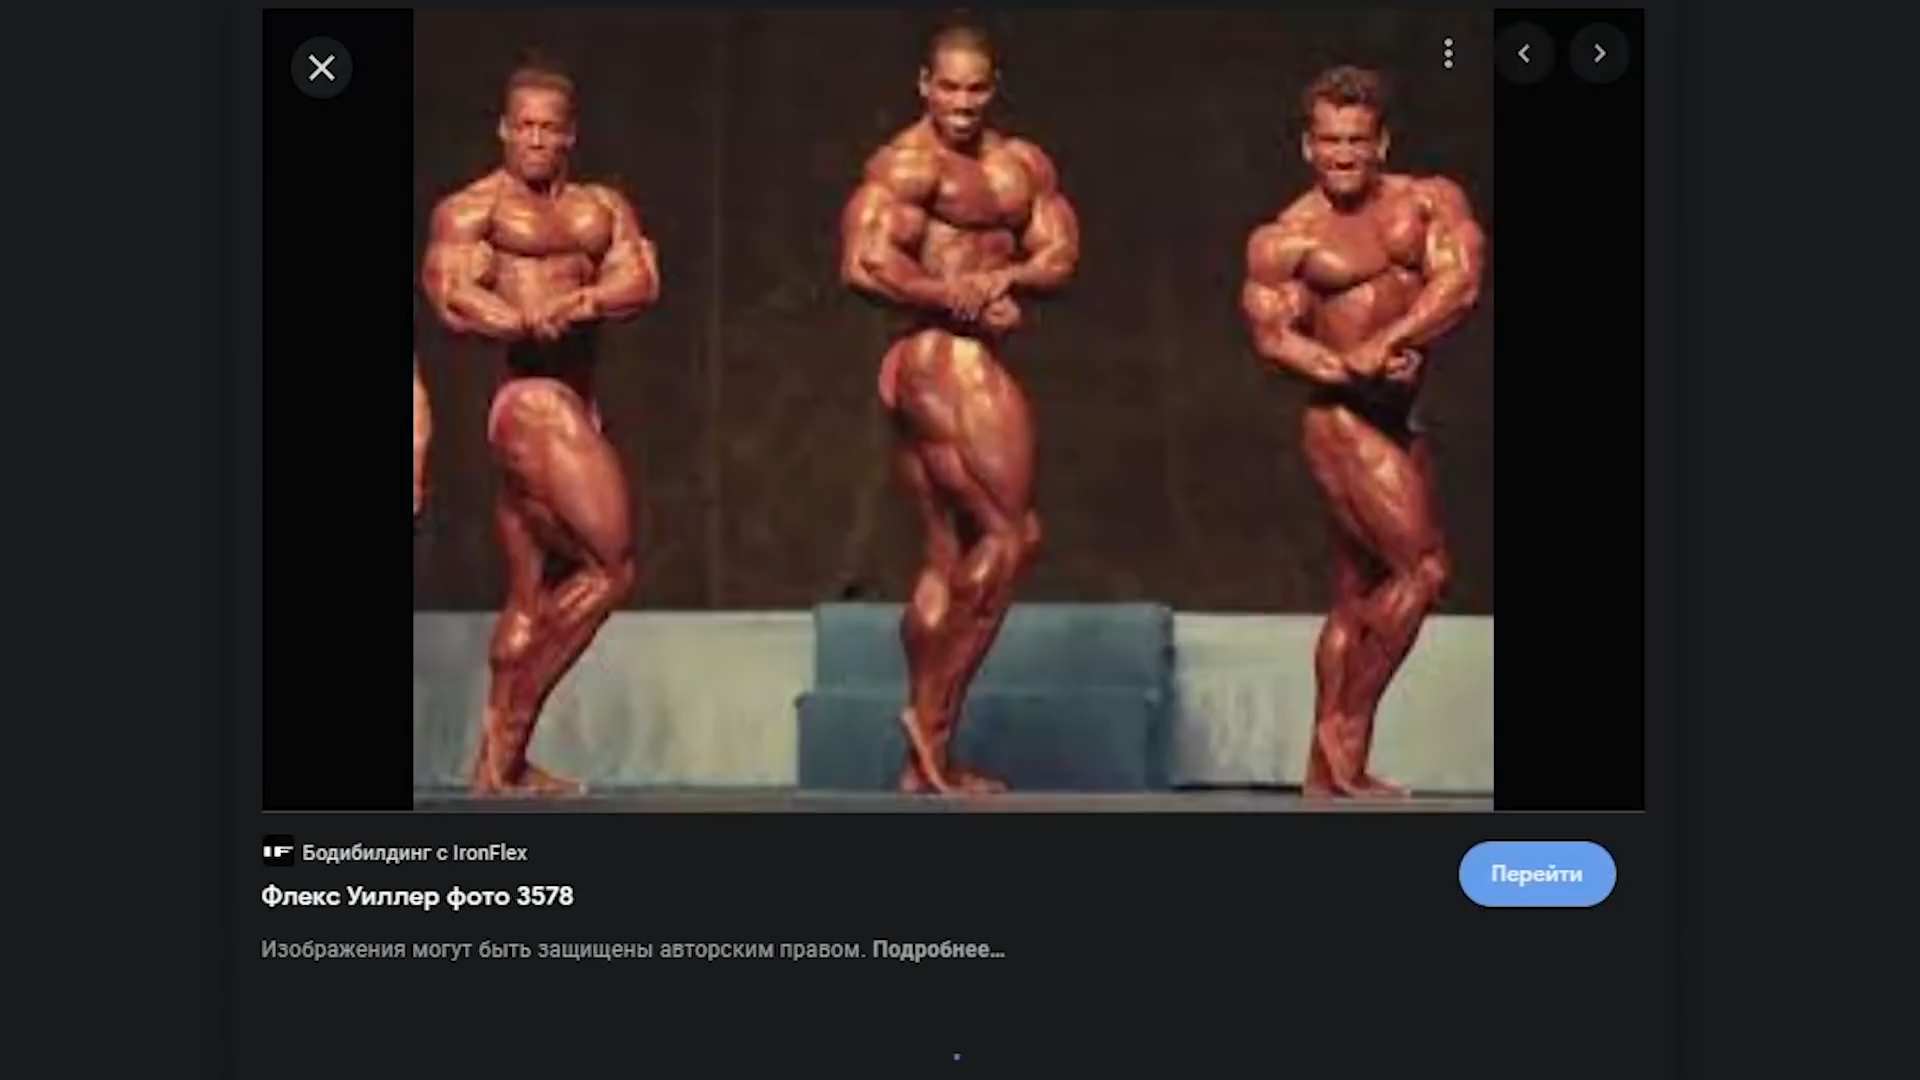 IF Бодибилдинг с IronFlex
Перейти
Флекс Уиллер фото 3578
Изображения могут быть защищены авторским правом. Подробнее...